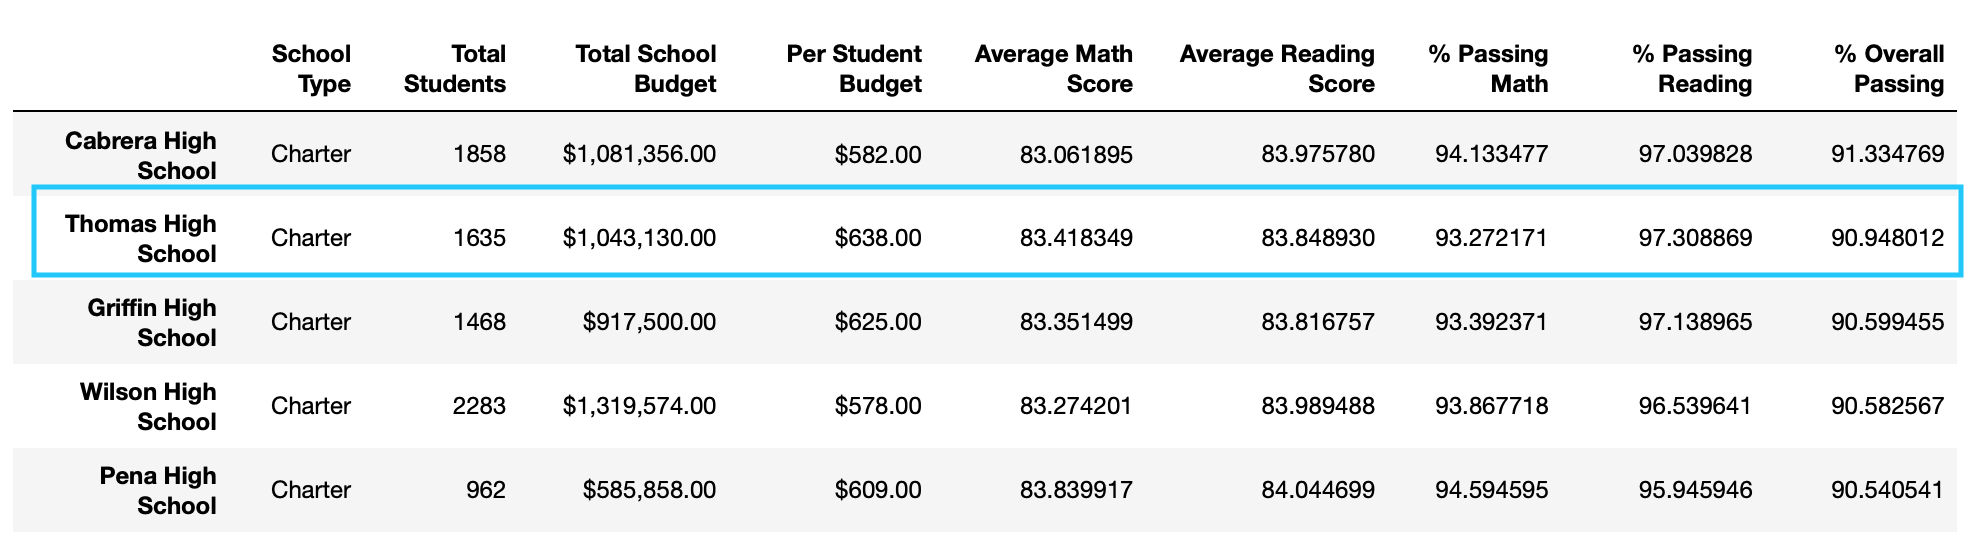 School Total Total School Per Student Average Math Average Reading % Passing % Passing % Overall
Type Students Budget Budget Score Score Math Reading Passing
Cabrera High
School Charter 1858 $1,081,356.00 $582.00 83.061895 83.975780 94.133477 97.039828 91.334769
Thomas High
School Charter 1635 $1,043,130.00 $638.00 83.418349 83.848930 93.272171 97.308869 90.948012
Griffin High
School Charter 1468 $917,500.00 $625.00 83.351499 83.816757 93.392371 97.138965 90.599455
Wilson High
School Charter 2283 $1,319,574.00 $578.00 83.274201 83.989488 93.867718 96.539641 90.582567
Pena High
School Charter 962 $585,858.00 $609.00 83.839917 84.044699 94.594595 95.945946 90.540541